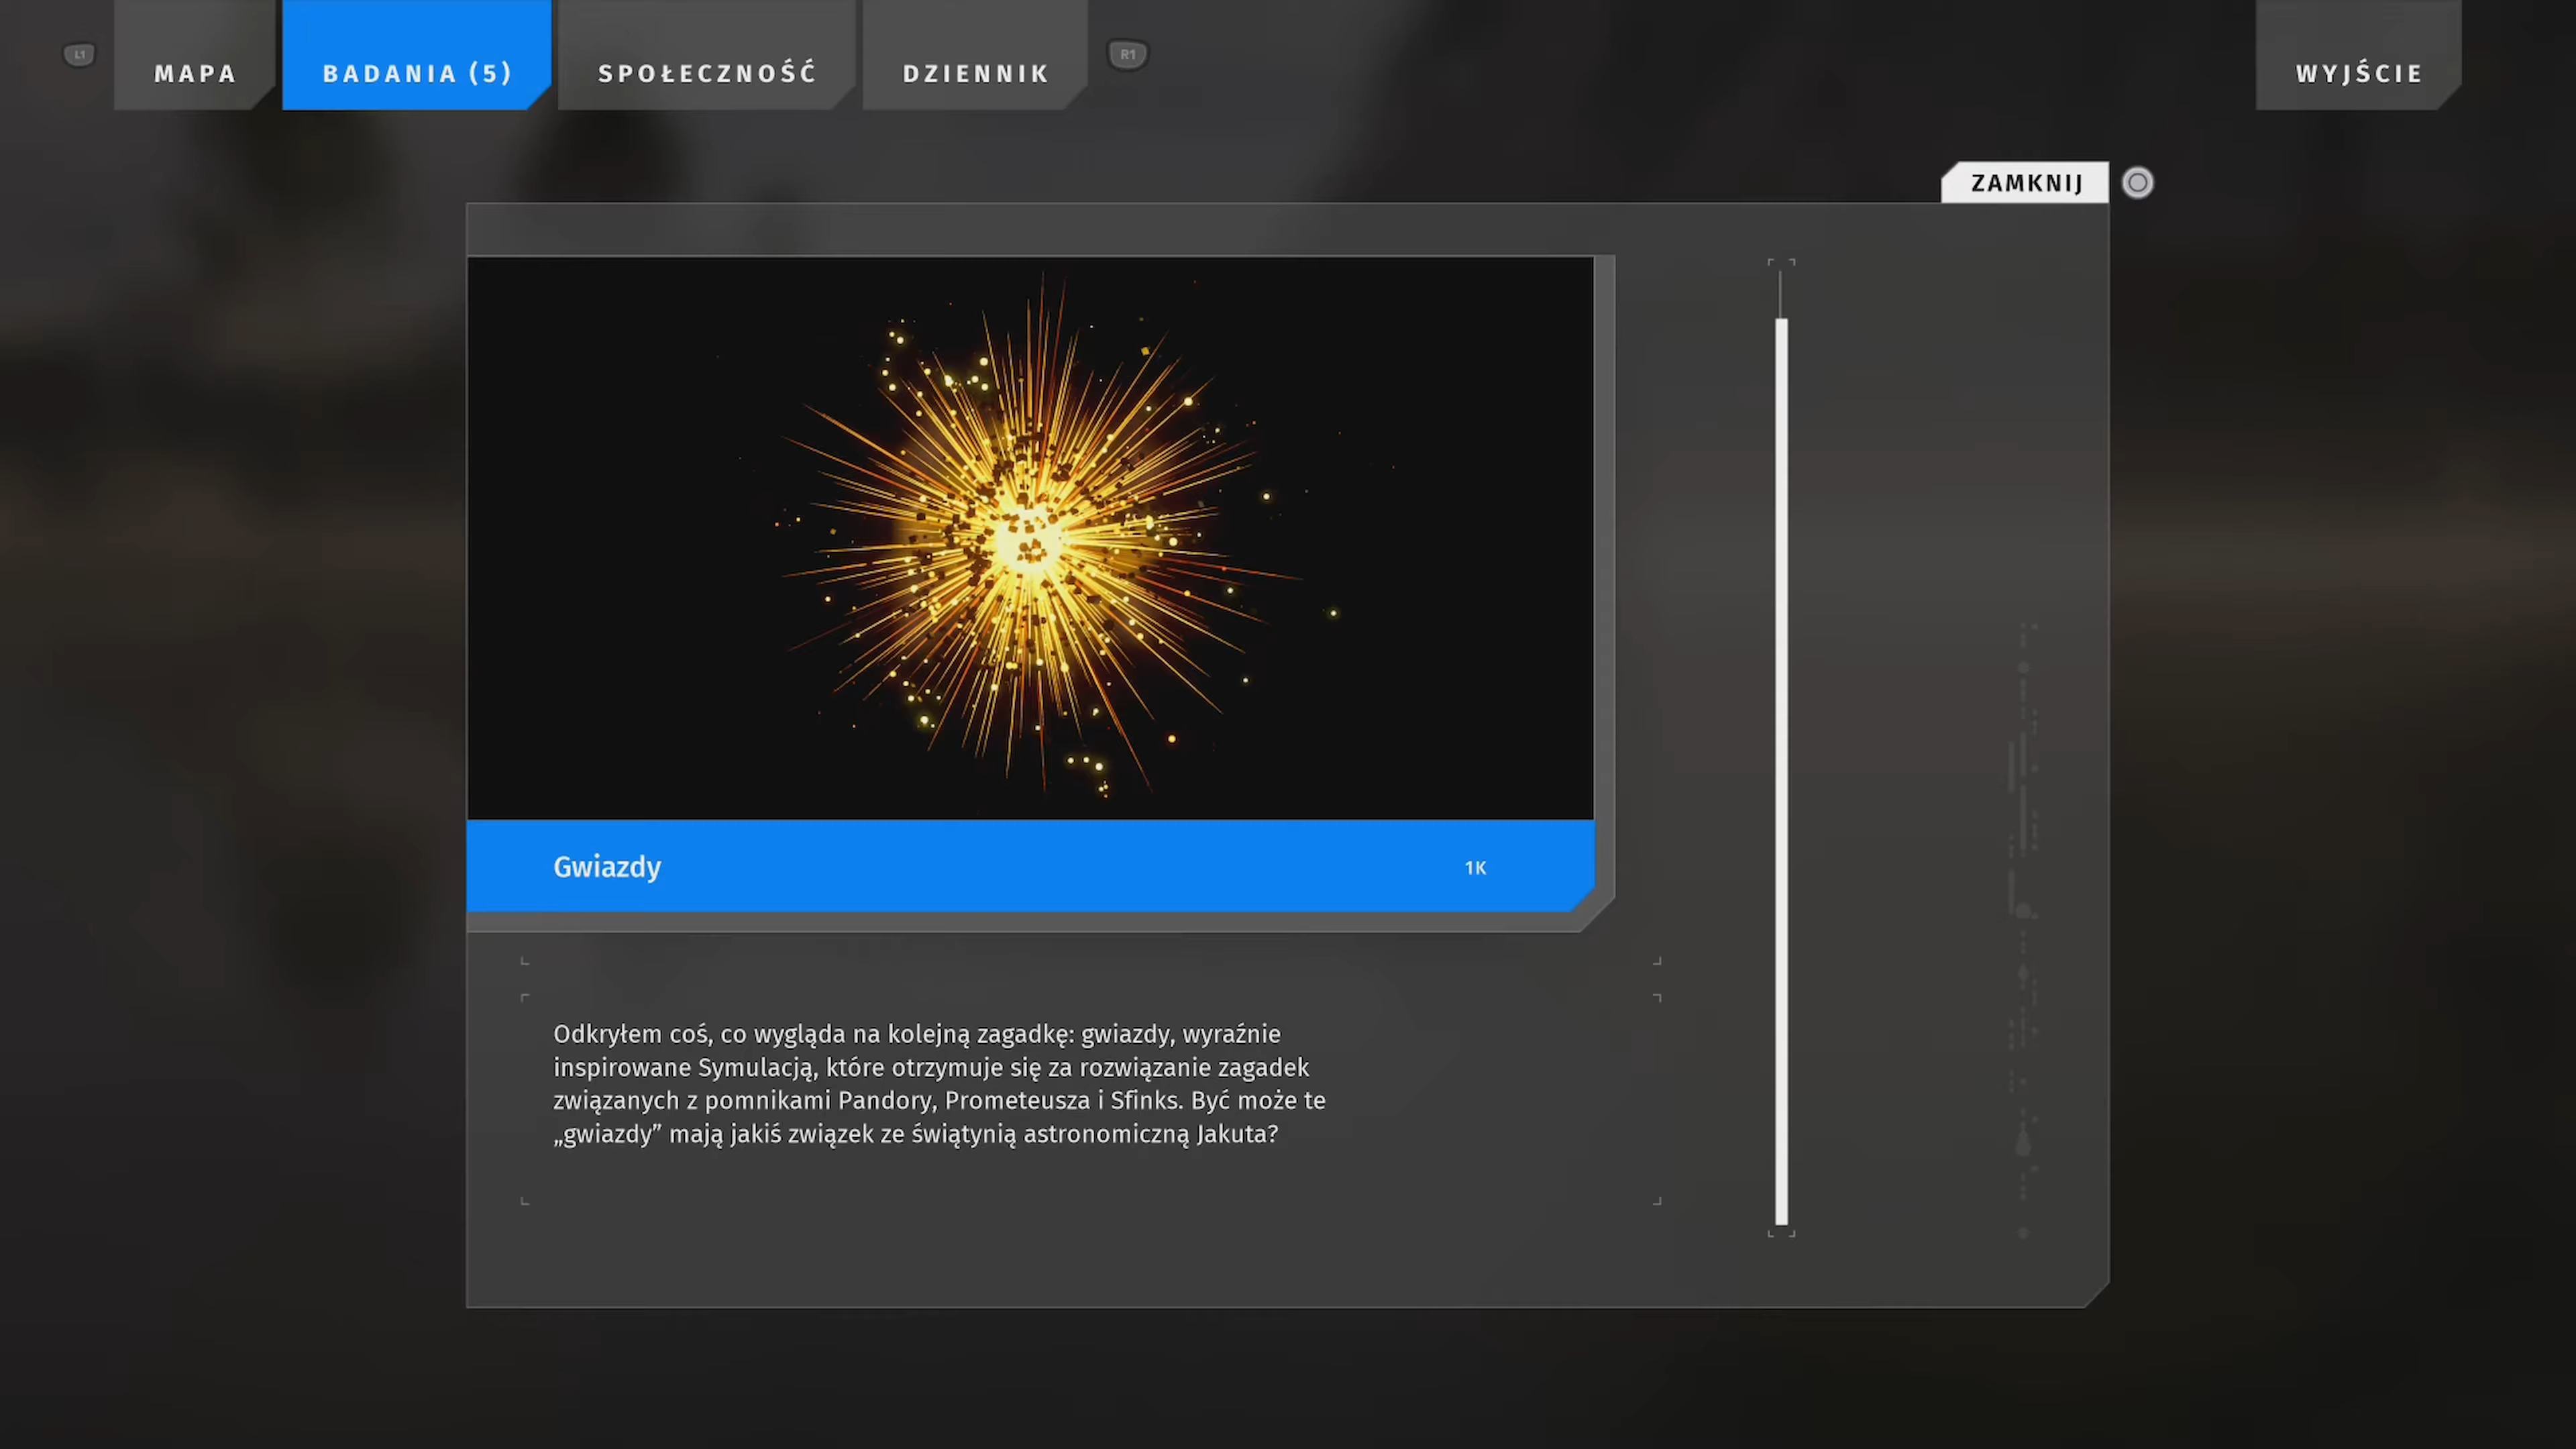 L1
MAPA
BADANIA (5)
SPOŁECZNOŚĆ
DZIENNIK
R1
WYJŚCIE
ZAMKNIJ
Gwiazdy
1K
Odkryłem coś, co wygląda na kolejną zagadkę: gwiazdy, wyraźnie
inspirowane Symulacją, które otrzymuje się za rozwiązanie zagadek
związanych z pomnikami Pandory, Prometeusza i Sfinks. Być może te
„gwiazdy” mają jakiś związek ze świątynią astronomiczną Jakuta?